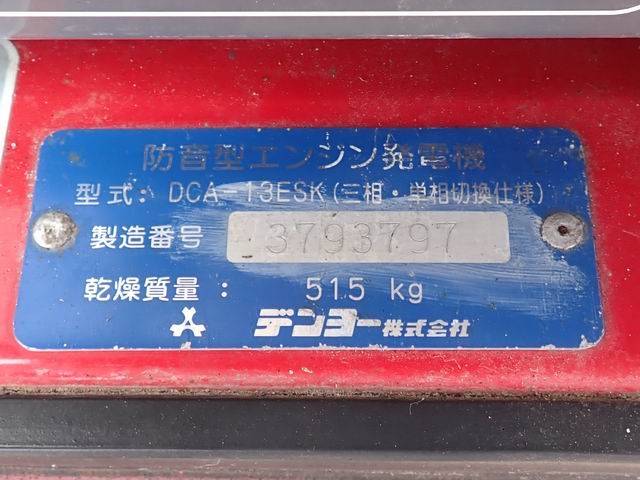 防音型エンジン発電機
型式: DCA-13ESK(三相・単相切換仕様)
製造番号 3793797
乾燥質量: 515 kg
デンヨー株式会社